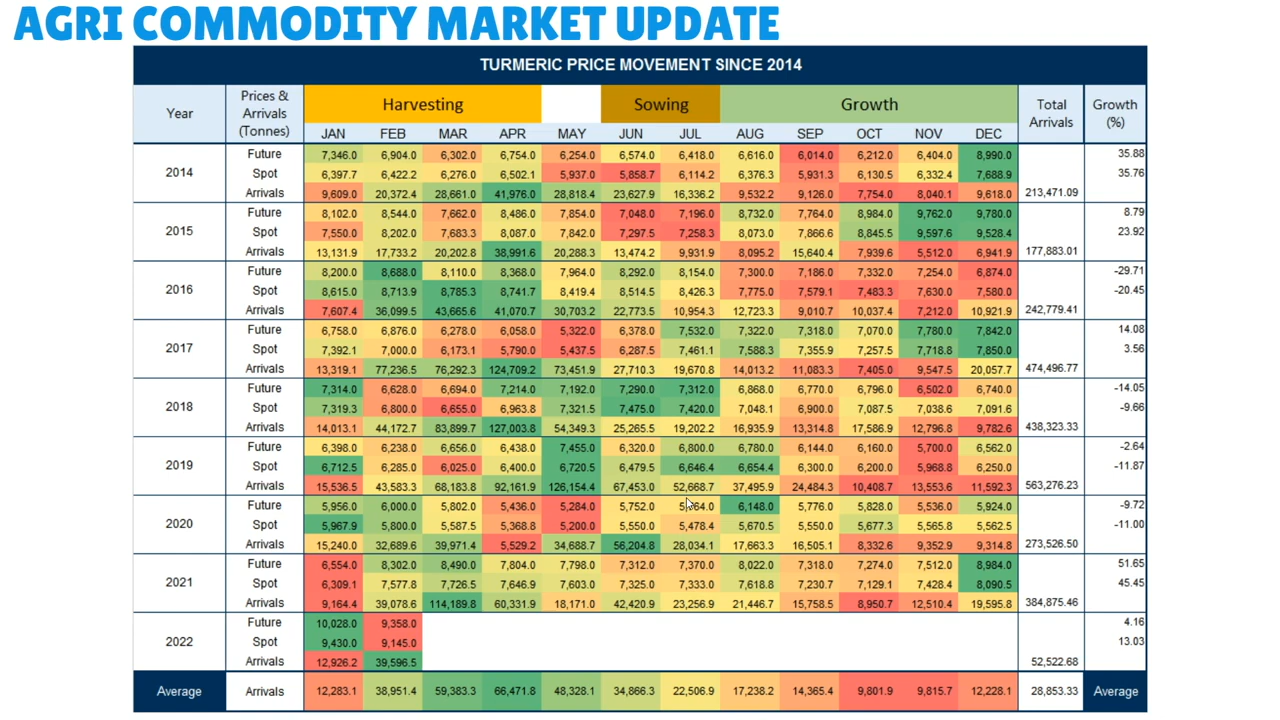 AGRI COMMODITY MARKET UPDATE
TURMERIC PRICE MOVEMENT SINCE 2014
Year Prices & Arrivals (Tonnes) Harvesting Sowing Growth Total Arrivals Growth (%)
JAN FEB MAR APR MAY JUN JUL AUG SEP OCT NOV DEC
2014
Future 7,346.0 6,904.0 6,302.0 6,754.0 6,254.0 6,574.0 6,418.0 6,616.0 6,014.0 6,212.0 6,404.0 8,990.0 35.88
Spot 6,397.7 6,422.2 6,276.0 6,502.1 5,937.0 5,858.7 6,114.2 6,376.3 5,931.3 6,130.5 6,332.4 7,688.9 35.76
Arrivals 9,609.0 20,372.4 28,661.0 41,976.0 28,818.4 23,627.9 16,336.2 9,532.2 9,126.0 7,754.0 8,040.1 9,618.0 213,471.09
2015
Future 8,102.0 8,544.0 7,662.0 8,486.0 7,854.0 7,048.0 7,196.0 8,732.0 7,764.0 8,984.0 9,762.0 9,780.0 8.79
Spot 7,550.0 8,202.0 7,683.3 8,087.0 7,842.0 7,297.5 7,258.3 8,073.0 7,866.6 8,845.5 9,597.6 9,528.4 23.92
Arrivals 13,131.9 17,733.2 20,202.8 38,991.6 20,288.3 13,474.2 9,931.9 8,095.2 15,640.4 7,939.6 5,512.0 6,941.9 177,883.01
2016
Future 8,200.0 8,688.0 8,110.0 8,368.0 7,964.0 8,292.0 8,154.0 7,300.0 7,186.0 7,332.0 7,254.0 6,874.0 -29.71
Spot 8,615.0 8,713.9 8,785.3 8,741.7 8,419.4 8,514.5 8,426.3 7,775.0 7,579.1 7,483.3 7,630.0 7,580.0 -20.45
Arrivals 7,607.4 36,099.5 43,665.6 41,070.7 30,703.2 22,773.5 10,954.3 12,723.3 9,010.7 10,037.4 7,212.0 10,921.9 242,779.41
2017
Future 6,758.0 6,876.0 6,278.0 6,058.0 5,322.0 6,378.0 7,532.0 7,322.0 7,318.0 7,070.0 7,780.0 7,842.0 14.08
Spot 7,392.1 7,000.0 6,173.1 5,790.0 5,437.5 6,287.5 7,461.1 7,588.3 7,355.9 7,257.5 7,718.8 7,850.0 3.56
Arrivals 13,319.1 77,236.5 76,292.3 124,709.2 73,451.9 27,710.3 19,670.8 14,013.2 11,083.3 7,405.0 9,547.5 20,057.7 474,496.77
2018
Future 7,314.0 6,628.0 6,694.0 7,214.0 7,192.0 7,290.0 7,312.0 6,868.0 6,770.0 6,796.0 6,502.0 6,740.0 -14.05
Spot 7,319.3 6,800.0 6,655.0 6,963.8 7,321.5 7,475.0 7,420.0 7,048.1 6,900.0 7,087.5 7,038.6 7,091.6 -9.66
Arrivals 14,013.1 44,172.7 83,899.7 127,003.8 54,349.3 25,265.5 19,202.2 16,935.9 13,314.8 17,586.9 12,796.8 9,782.6 438,323.33
2019
Future 6,398.0 6,238.0 6,656.0 6,438.0 7,455.0 6,320.0 6,800.0 6,780.0 6,144.0 6,160.0 5,700.0 6,562.0 -2.64
Spot 6,712.5 6,285.0 6,025.0 6,400.0 6,720.5 6,479.5 6,646.4 6,654.4 6,300.0 6,200.0 5,968.8 6,250.0 -11.87
Arrivals 15,536.5 43,583.3 68,183.8 92,161.9 126,154.4 67,453.0 52,668.7 37,495.9 24,484.3 10,408.7 13,553.6 11,592.3 563,276.23
2020
Future 5,956.0 6,000.0 5,802.0 5,436.0 5,284.0 5,752.0 6,148.0 5,776.0 5,828.0 5,536.0 5,924.0 -9.72
Spot 5,967.9 5,800.0 5,587.5 5,368.8 5,200.0 5,550.0 5,478.4 5,670.5 5,550.0 5,677.3 5,565.8 5,562.5 -11.00
Arrivals 15,240.0 32,689.6 39,971.4 5,529.2 34,688.7 56,204.8 28,034.1 17,663.3 16,505.1 8,332.6 9,352.9 9,314.8 273,526.50
2021
Future 6,554.0 8,302.0 8,490.0 7,804.0 7,798.0 7,312.0 7,370.0 8,022.0 7,318.0 7,274.0 7,512.0 8,984.0 51.65
Spot 6,309.1 7,577.8 7,726.5 7,646.9 7,603.0 7,325.0 7,333.0 7,618.8 7,230.7 7,129.1 7,428.4 8,090.5 45.45
Arrivals 9,164.4 39,078.6 114,189.8 60,331.9 18,171.0 42,420.9 23,256.9 21,446.7 15,758.5 8,950.7 12,510.4 19,595.8 384,875.46
2022
Future 10,028.0 9,358.0 4.16
Spot 9,430.0 9,145.0 13.03
Arrivals 12,926.2 39,596.5 52,522.68
Average Arrivals 12,283.1 38,951.4 59,383.3 66,471.8 48,328.1 34,866.3 22,506.9 17,238.2 14,365.4 9,801.9 9,815.7 12,228.1 28,853.33 Average